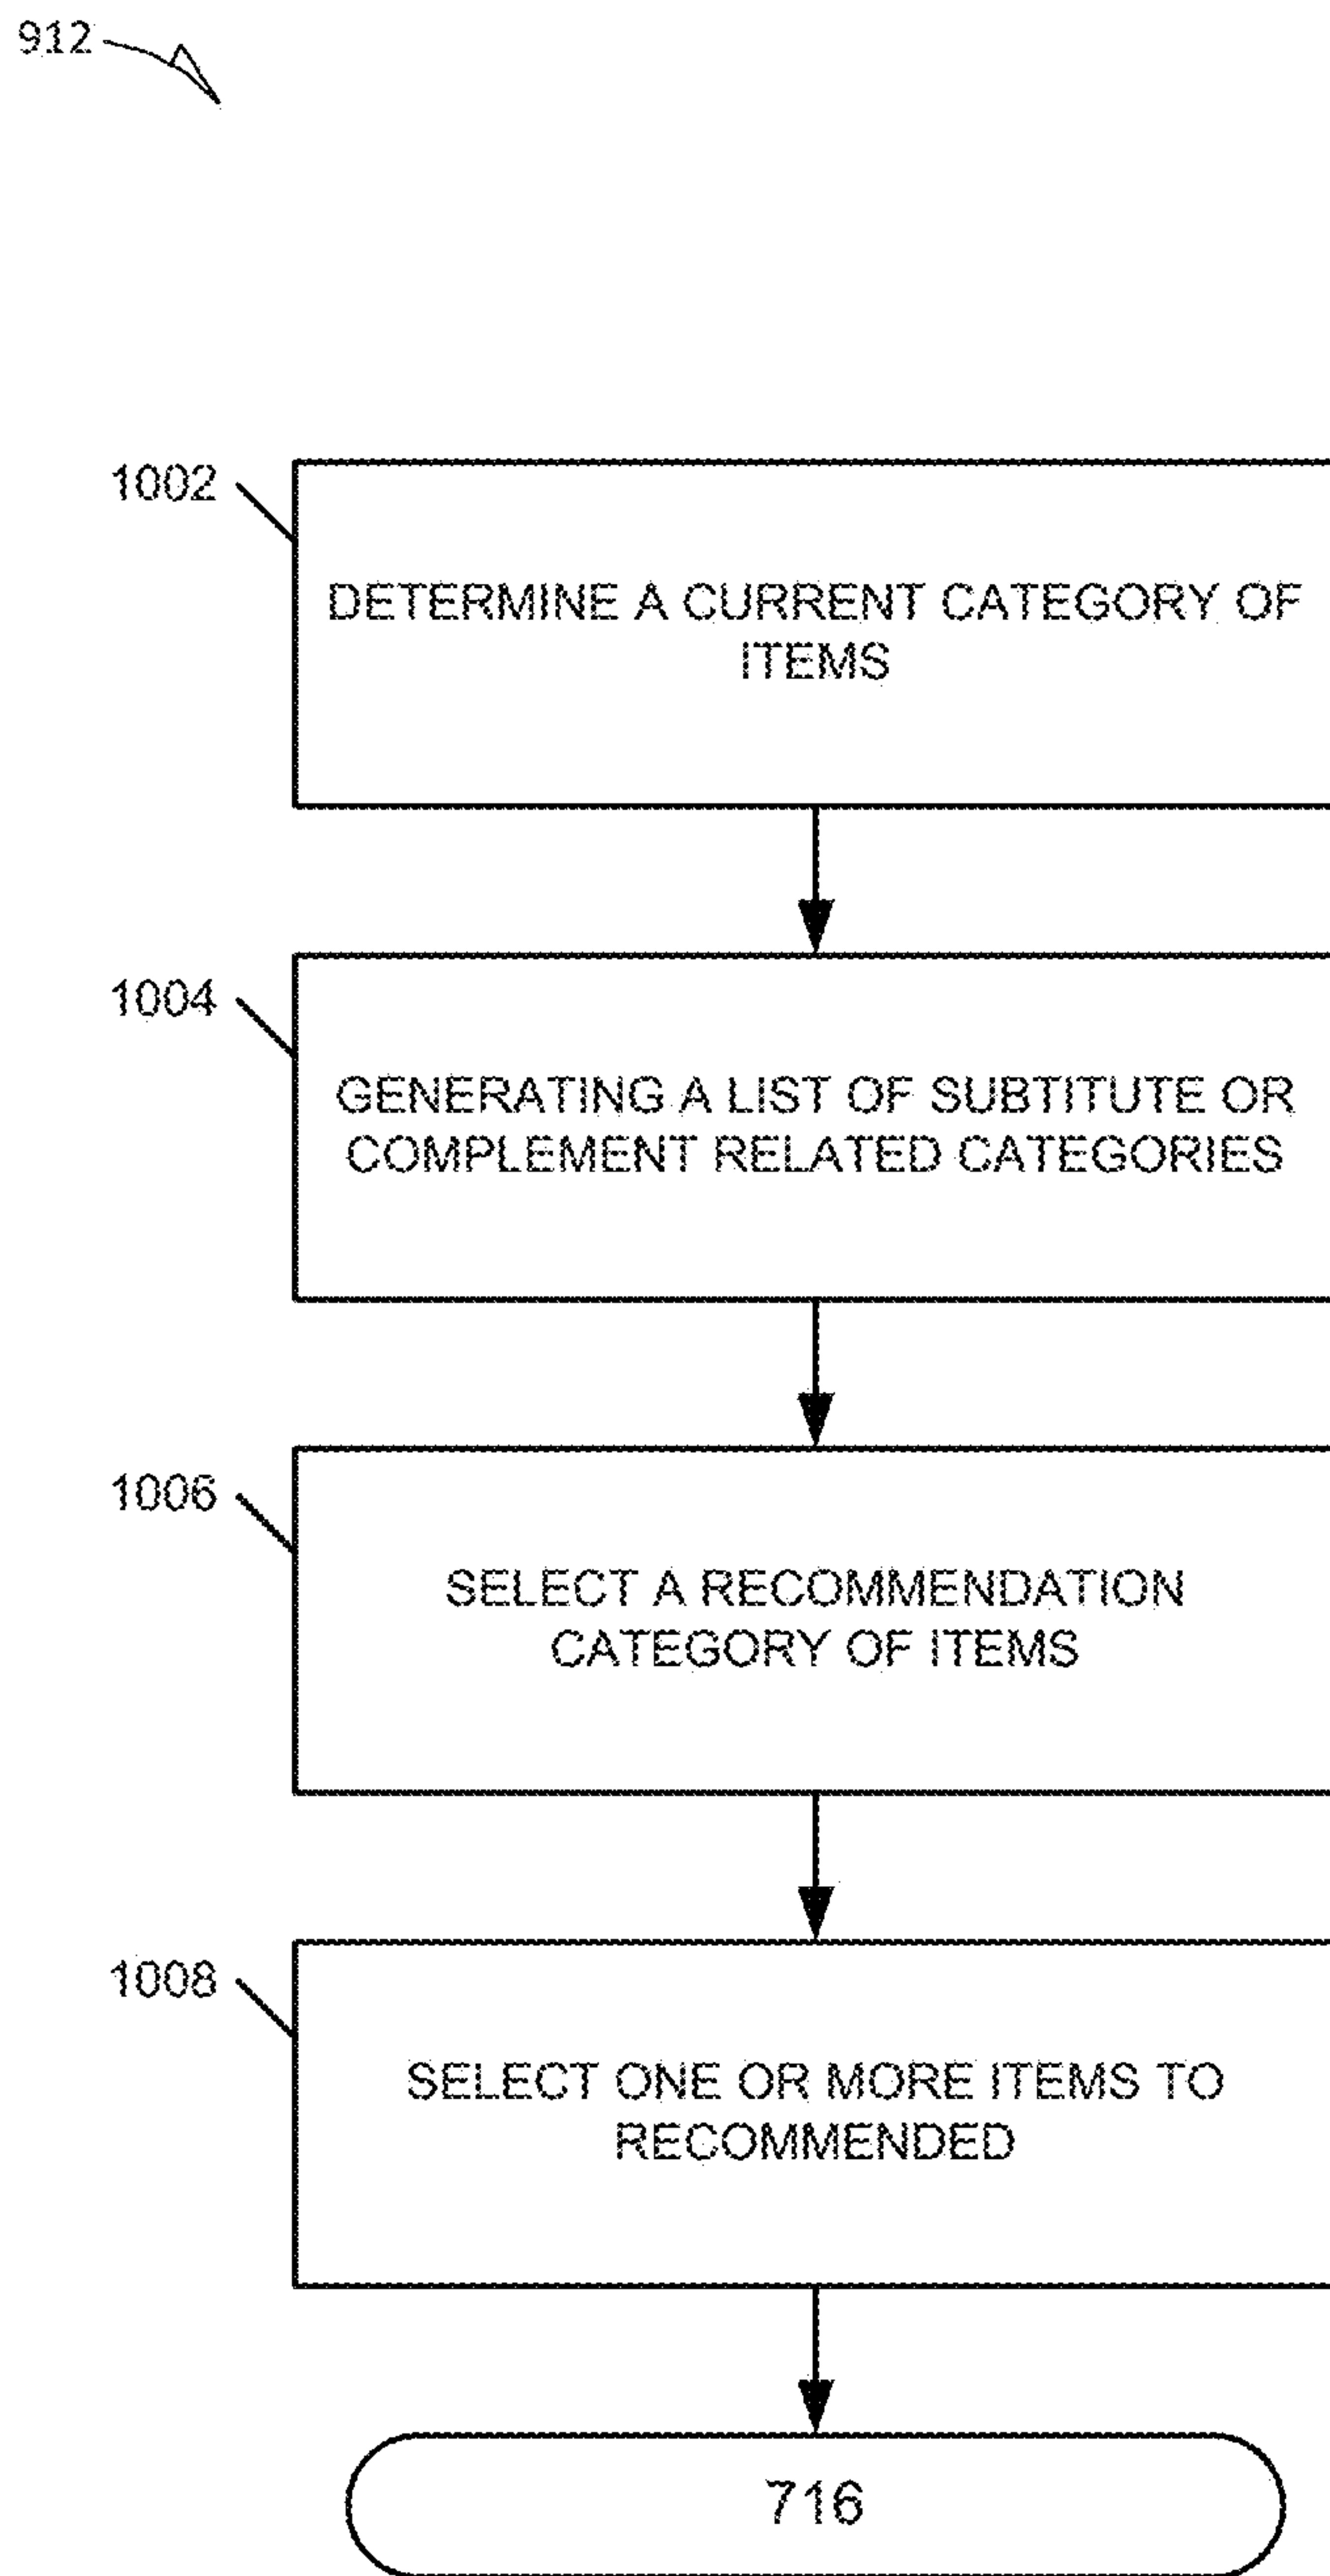 912
1002
DETERMINE A CURRENT CATEGORY OF
ITEMS
1004
GENERATING A LIST OF SUBTITUTE OR
COMPLEMENT RELATED CATEGORIES
1006
SELECT A RECOMMENDATION
CATEGORY OF ITEMS
1008
SELECT ONE OR MORE ITEMS TO
RECOMMENDED
716